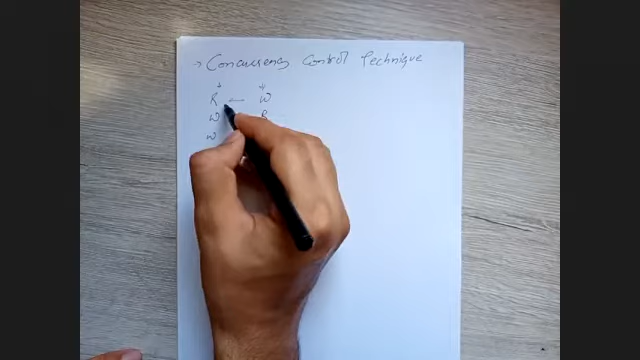 → Concurrency Control Technique
↓ ↓
R — W
W R
W